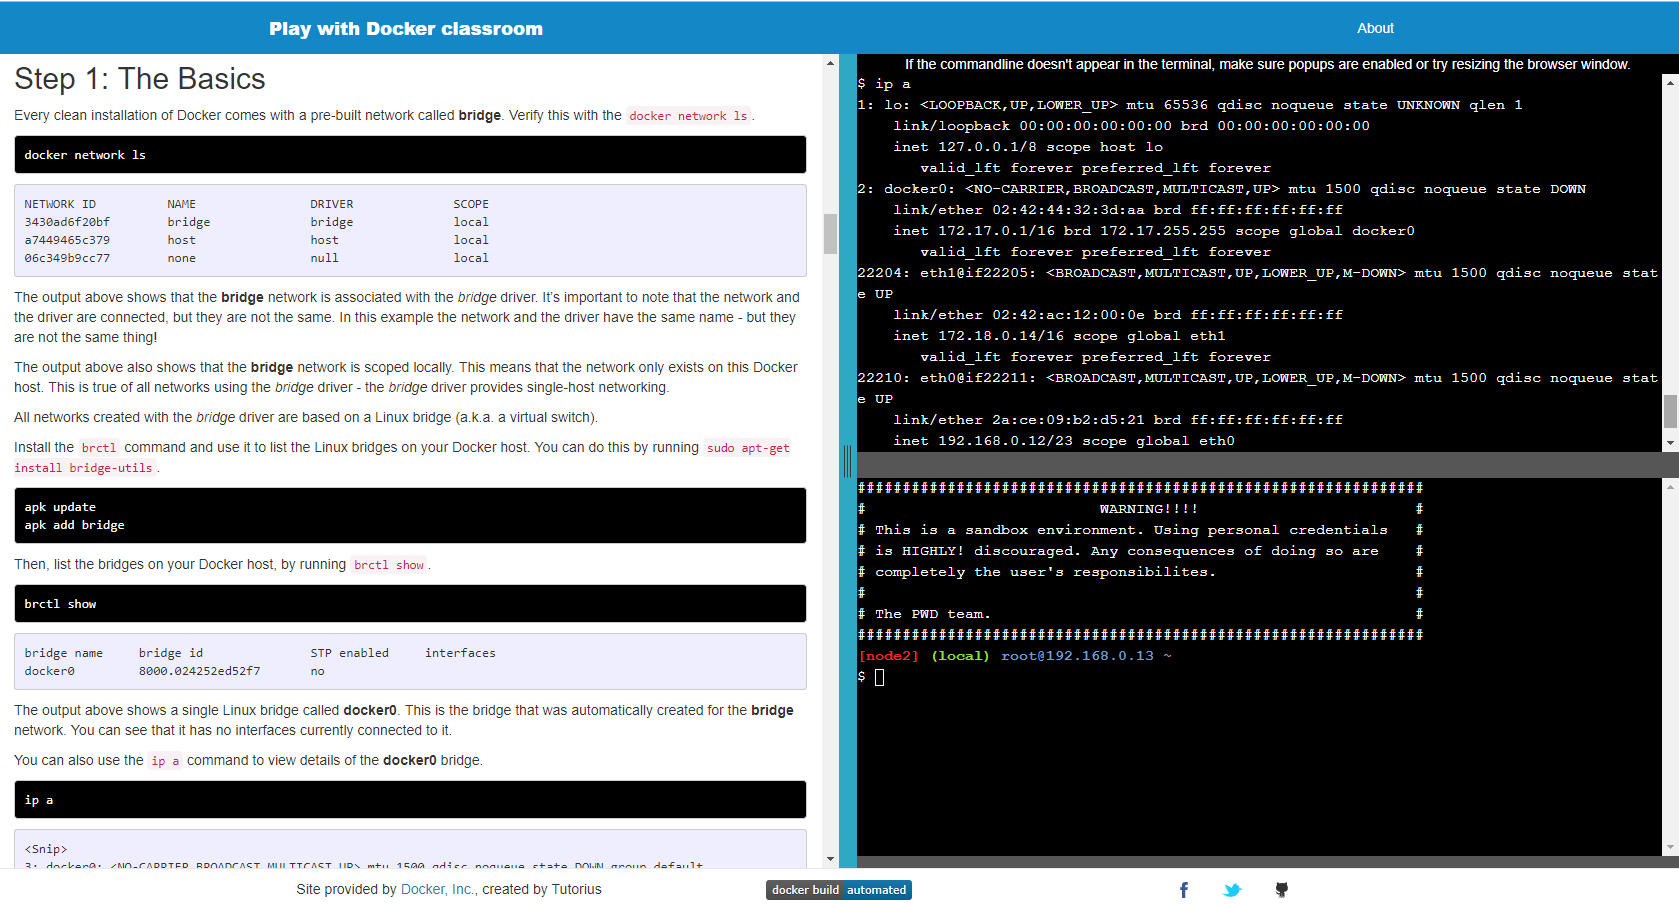 Play with Docker classroom
About
Step 1: The Basics
Every clean installation of Docker comes with a pre-built network called bridge. Verify this with the docker network ls.
docker network ls
NETWORK ID NAME DRIVER SCOPE
3430ad6f20bf bridge bridge local
a7449465c379 host host local
06c349b9cc77 none null local
The output above shows that the bridge network is associated with the bridge driver. It's important to note that the network and
the driver are connected, but they are not the same. In this example the network and the driver have the same name - but they
are not the same thing!
The output above also shows that the bridge network is scoped locally. This means that the network only exists on this Docker
host. This is true of all networks using the bridge driver - the bridge driver provides single-host networking.
All networks created with the bridge driver are based on a Linux bridge (a.k.a. a virtual switch).
Install the brctl command and use it to list the Linux bridges on your Docker host. You can do this by running sudo apt-get
install bridge-utils.
apk update
apk add bridge
Then, list the bridges on your Docker host, by running brctl show.
brctl show
bridge name bridge id STP enabled interfaces
docker0 8000.024252ed52f7 no
The output above shows a single Linux bridge called docker0. This is the bridge that was automatically created for the bridge
network. You can see that it has no interfaces currently connected to it.
You can also use the ip a command to view details of the docker0 bridge.
ip a
<Snip>
3: docker0: <NO-CARRIER,BROADCAST,MULTICAST,UP> mtu 1500 qdisc noqueue state DOWN group default
If the commandline doesn't appear in the terminal, make sure popups are enabled or try resizing the browser window.
$ ip a
1: lo: <LOOPBACK,UP,LOWER_UP> mtu 65536 qdisc noqueue state UNKNOWN qlen 1
link/loopback 00:00:00:00:00:00 brd 00:00:00:00:00:00
inet 127.0.0.1/8 scope host lo
valid_lft forever preferred_lft forever
2: docker0: <NO-CARRIER,BROADCAST,MULTICAST,UP> mtu 1500 qdisc noqueue state DOWN
link/ether 02:42:44:32:3d:aa brd ff:ff:ff:ff:ff:ff
inet 172.17.0.1/16 brd 172.17.255.255 scope global docker0
valid_lft forever preferred_lft forever
22204: eth1@if22205: <BROADCAST,MULTICAST,UP,LOWER_UP,M-DOWN> mtu 1500 qdisc noqueue stat
e UP
link/ether 02:42:ac:12:00:0e brd ff:ff:ff:ff:ff:ff
inet 172.18.0.14/16 scope global eth1
valid_lft forever preferred_lft forever
22210: eth0@if22211: <BROADCAST,MULTICAST,UP,LOWER_UP,M-DOWN> mtu 1500 qdisc noqueue stat
e UP
link/ether 2a:ce:09:b2:d5:21 brd ff:ff:ff:ff:ff:ff
inet 192.168.0.12/23 scope global eth0
###############################################################
# WARNING!!!! #
# This is a sandbox environment. Using personal credentials #
# is HIGHLY! discouraged. Any consequences of doing so are #
# completely the user's responsibilites. #
# #
# The PWD team. #
###############################################################
[node2] (local) root@192.168.0.13 ~
$
Site provided by Docker, Inc., created by Tutorius
docker build automated